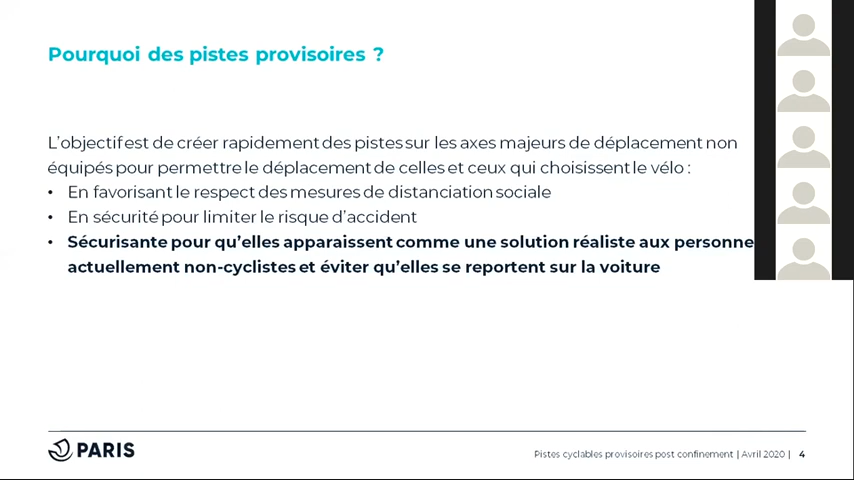 Pourquoi des pistes provisoires ?
L'objectif est de créer rapidement des pistes sur les axes majeurs de déplacement non
équipés pour permettre le déplacement de celles et ceux qui choisissent le vélo :
• En favorisant le respect des mesures de distanciation sociale
• En sécurité pour limiter le risque d'accident
• Sécurisante pour qu'elles apparaissent comme une solution réaliste aux personne
actuellement non-cyclistes et éviter qu'elles se reportent sur la voiture
PARIS
Pistes cyclables provisoires post confinement | Avril 2020 | 4